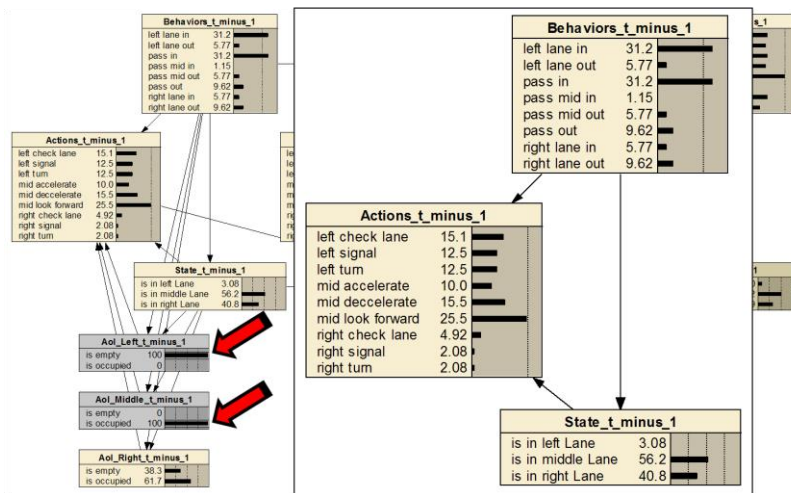 Behaviors_t_minus_1
left lane in 31.2
left lane out 5.77
pass in 31.2
pass mid in 1.15
pass mid out 5.77
pass out 9.62
right lane in 5.77
right lane out 9.62
Actions_t_minus_1
left check lane 15.1
left signal 12.5
left turn 12.5
mid accelerate 10.0
mid deccelerate 15.5
mid look forward 25.5
right check lane 4.92
right signal 2.08
right turn 2.08
State_t_minus_1
is in left Lane 3.08
is in middle Lane 56.2
is in right Lane 40.8
AoI_Left_t_minus_1
is empty 100
is occupied 0
AoI_Middle_t_minus_1
is empty 0
is occupied 100
AoI_Right_t_minus_1
is empty 38.3
is occupied 61.7
Behaviors_t_minus_1
left lane in 31.2
left lane out 5.77
pass in 31.2
pass mid in 1.15
pass mid out 5.77
pass out 9.62
right lane in 5.77
right lane out 9.62
Actions_t_minus_1
left check lane 15.1
left signal 12.5
left turn 12.5
mid accelerate 10.0
mid deccelerate 15.5
mid look forward 25.5
right check lane 4.92
right signal 2.08
right turn 2.08
State_t_minus_1
is in left Lane 3.08
is in middle Lane 56.2
is in right Lane 40.8